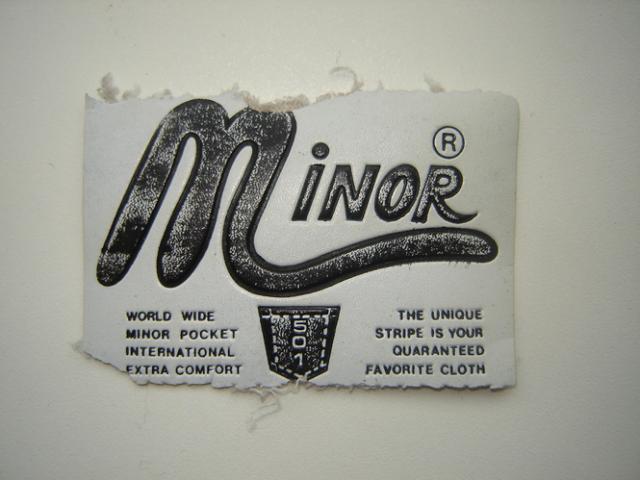 Minor ®
WORLD WIDE
MINOR POCKET
INTERNATIONAL
EXTRA COMFORT
501
THE UNIQUE
STRIPE IS YOUR
QUARANTEED
FAVORITE CLOTH